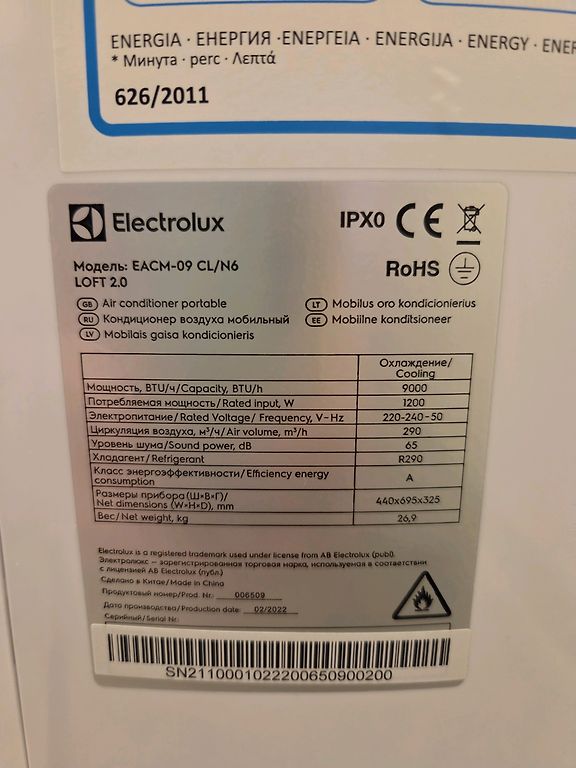 ENERGIA · ЕНЕРГИЯ · ΕΝΕΡΓΕΙΑ · ENERGIJA · ENERGY ·
* Минута · perc · Λεπτά
626/2011
Electrolux
IPX0 CE
Модель: EACM-09 CL/N6
LOFT 2.0
RoHS
GB Air conditioner portable
LT Mobilus oro kondicionierius
RU Кондиционер воздуха мобильный
EE Mobiilne konditsioneer
LV Mobilais gaisa kondicionieris
Охлаждение/
Cooling
Мощность, BTU/ч/Capacity, BTU/h 9000
Потребляемая мощность/Rated input, W 1200
Электропитание/Rated Voltage/ Frequency, V~Hz 220-240~50
Циркуляция воздуха, м³/ч/Air volume, m³/h 290
Уровень шума/Sound power, dB 65
Хладагент/Refrigerant R290
Класс энергоэффективности/Efficiency energy
consumption A
Размеры прибора (Ш×В×Г)/
Net dimensions (W×H×D), mm 440x695x325
Вес/Net weight, kg 26,9
Electrolux is a registered trademark used under license from AB Electrolux (publ).
Электролюкс – зарегистрированная торговая марка, используемая в соответствии
с лицензией AB Electrolux (публ.)
Сделано в Китае/Made in China
Продуктовый номер/Prod. Nr.: 006509
Дата производства/Production date: 02/2022
Серийный/Serial Nr.:
SN2110001022200650900200